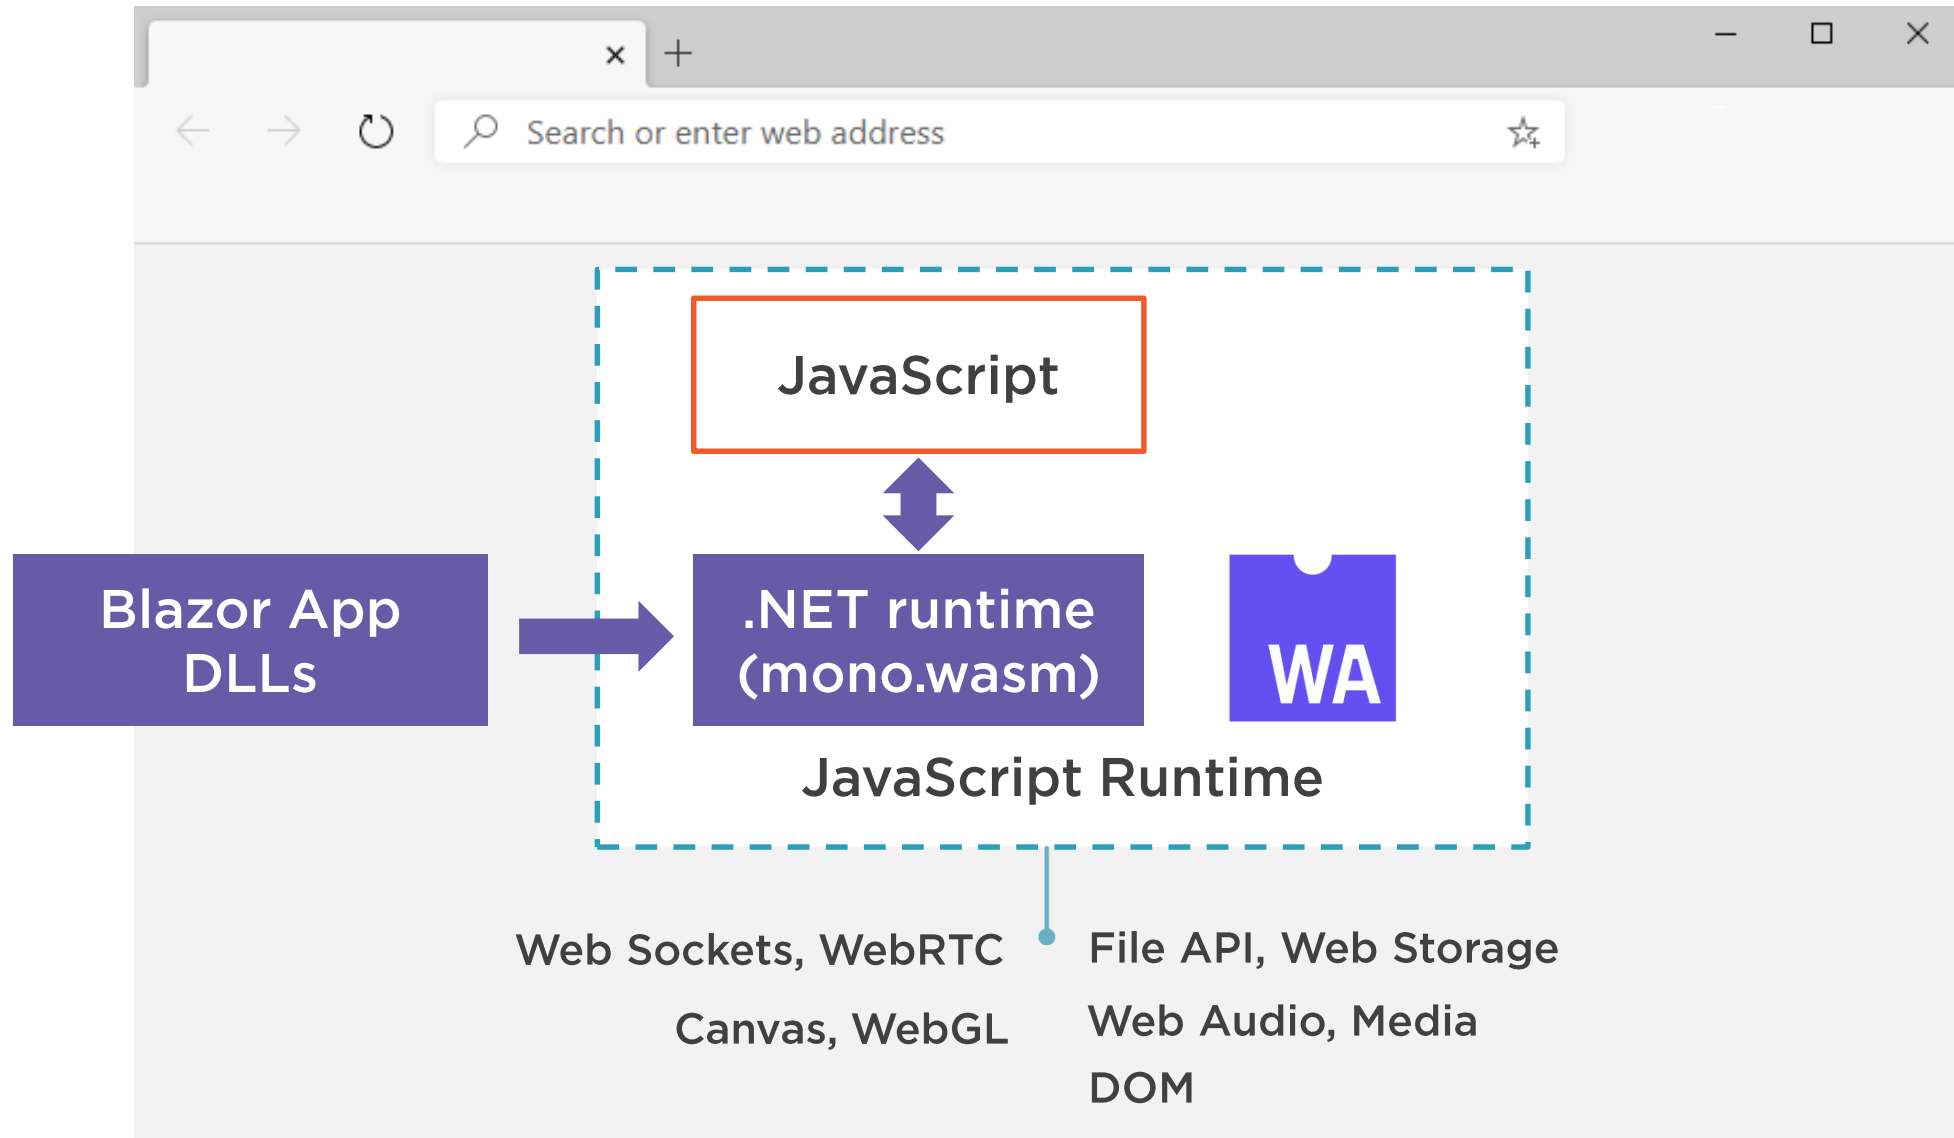 Search or enter web address
JavaScript
Blazor App
DLLs
.NET runtime
(mono.wasm)
WA
JavaScript Runtime
Web Sockets, WebRTC
Canvas, WebGL
File API, Web Storage
Web Audio, Media
DOM